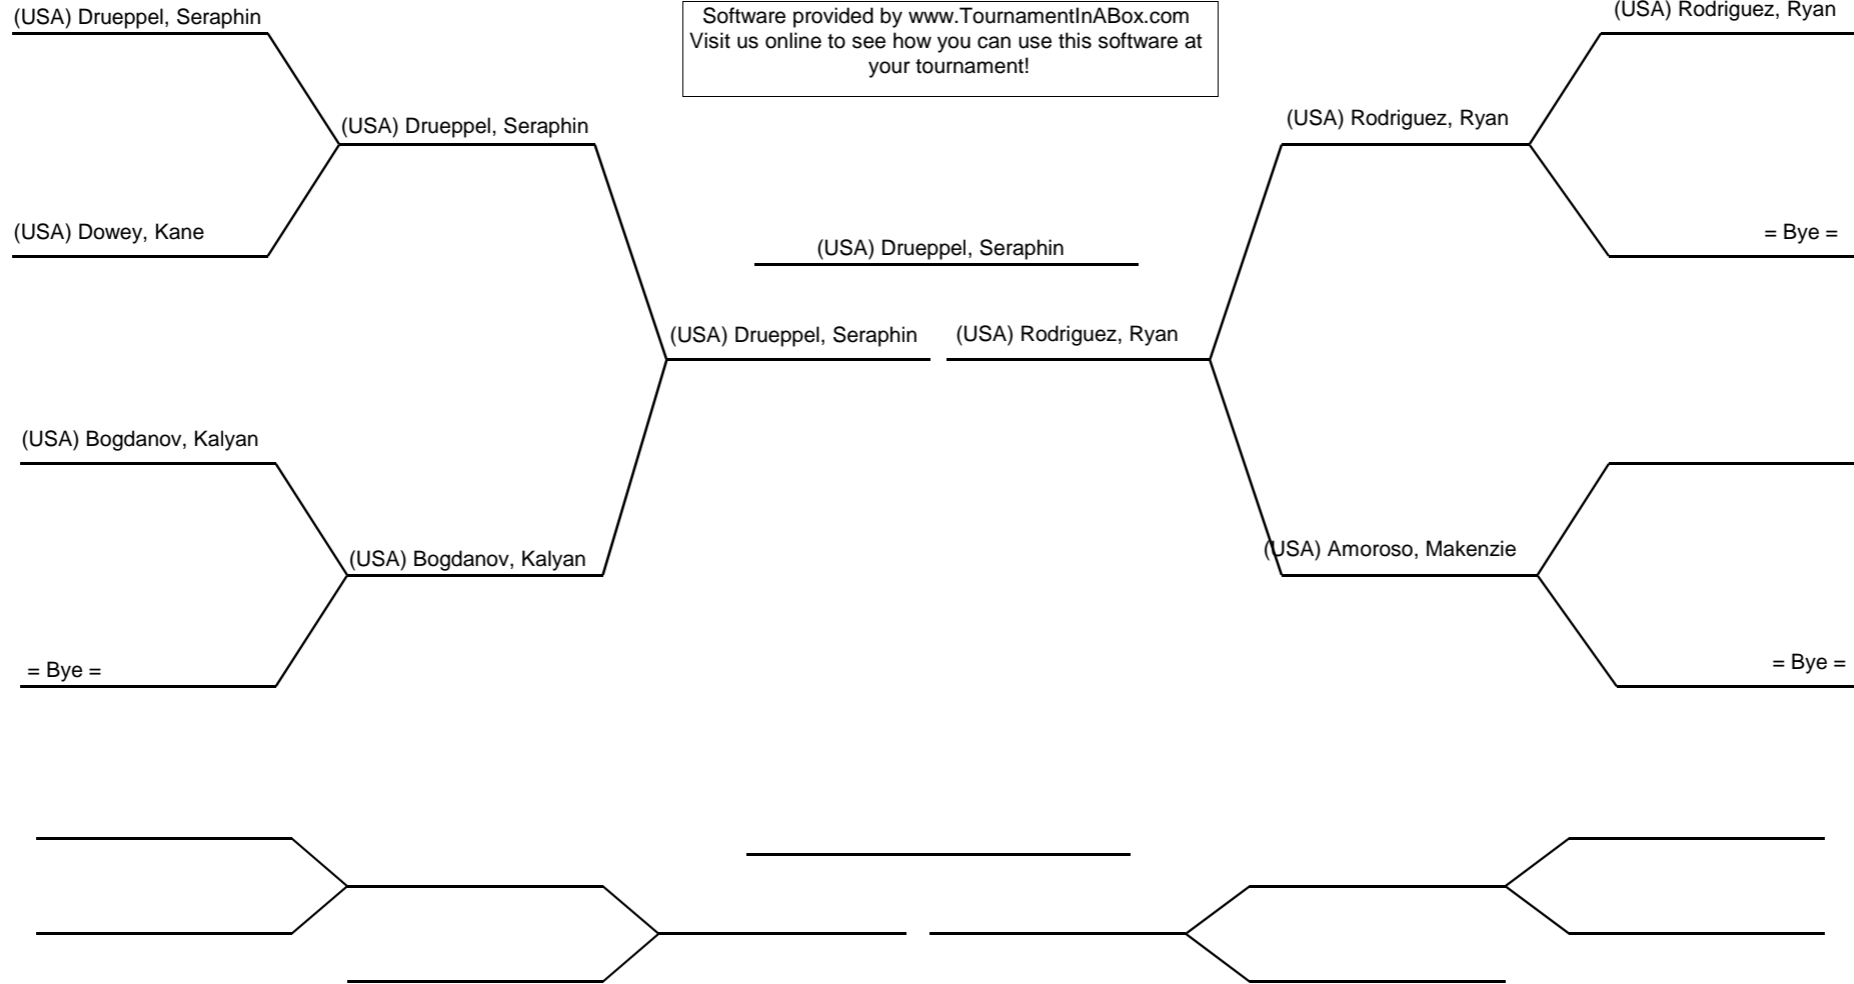 (USA) Drueppel, Seraphin
Software provided by www.TournamentInABox.com
Visit us online to see how you can use this software at
your tournament!
(USA) Rodriguez, Ryan
(USA) Drueppel, Seraphin
(USA) Rodriguez, Ryan
(USA) Dowey, Kane
(USA) Drueppel, Seraphin
= Bye =
(USA) Drueppel, Seraphin
(USA) Rodriguez, Ryan
(USA) Bogdanov, Kalyan
(USA) Bogdanov, Kalyan
(USA) Amoroso, Makenzie
= Bye =
= Bye =